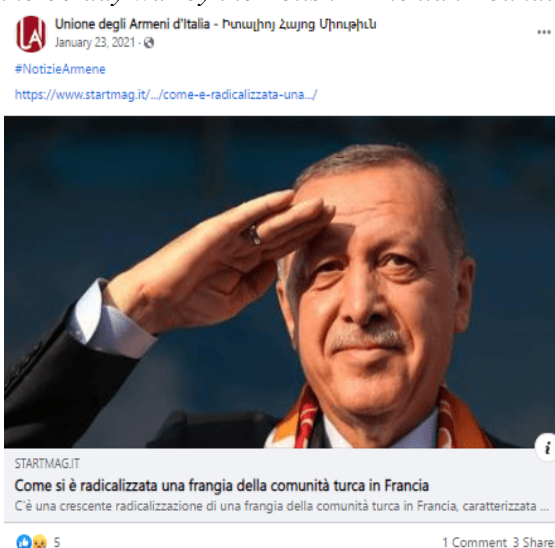 Unione degli Armeni d'Italia - Իտալիոյ Հայոց Միութիւն
January 23, 2021 ·
#NotizieArmene
https://www.startmag.it/.../come-e-radicalizzata-una.../
STARTMAG.IT
Come si è radicalizzata una frangia della comunità turca in Francia
C'è una crescente radicalizzazione di una frangia della comunità turca in Francia, caratterizzata ...
5
1 Comment 3 Share